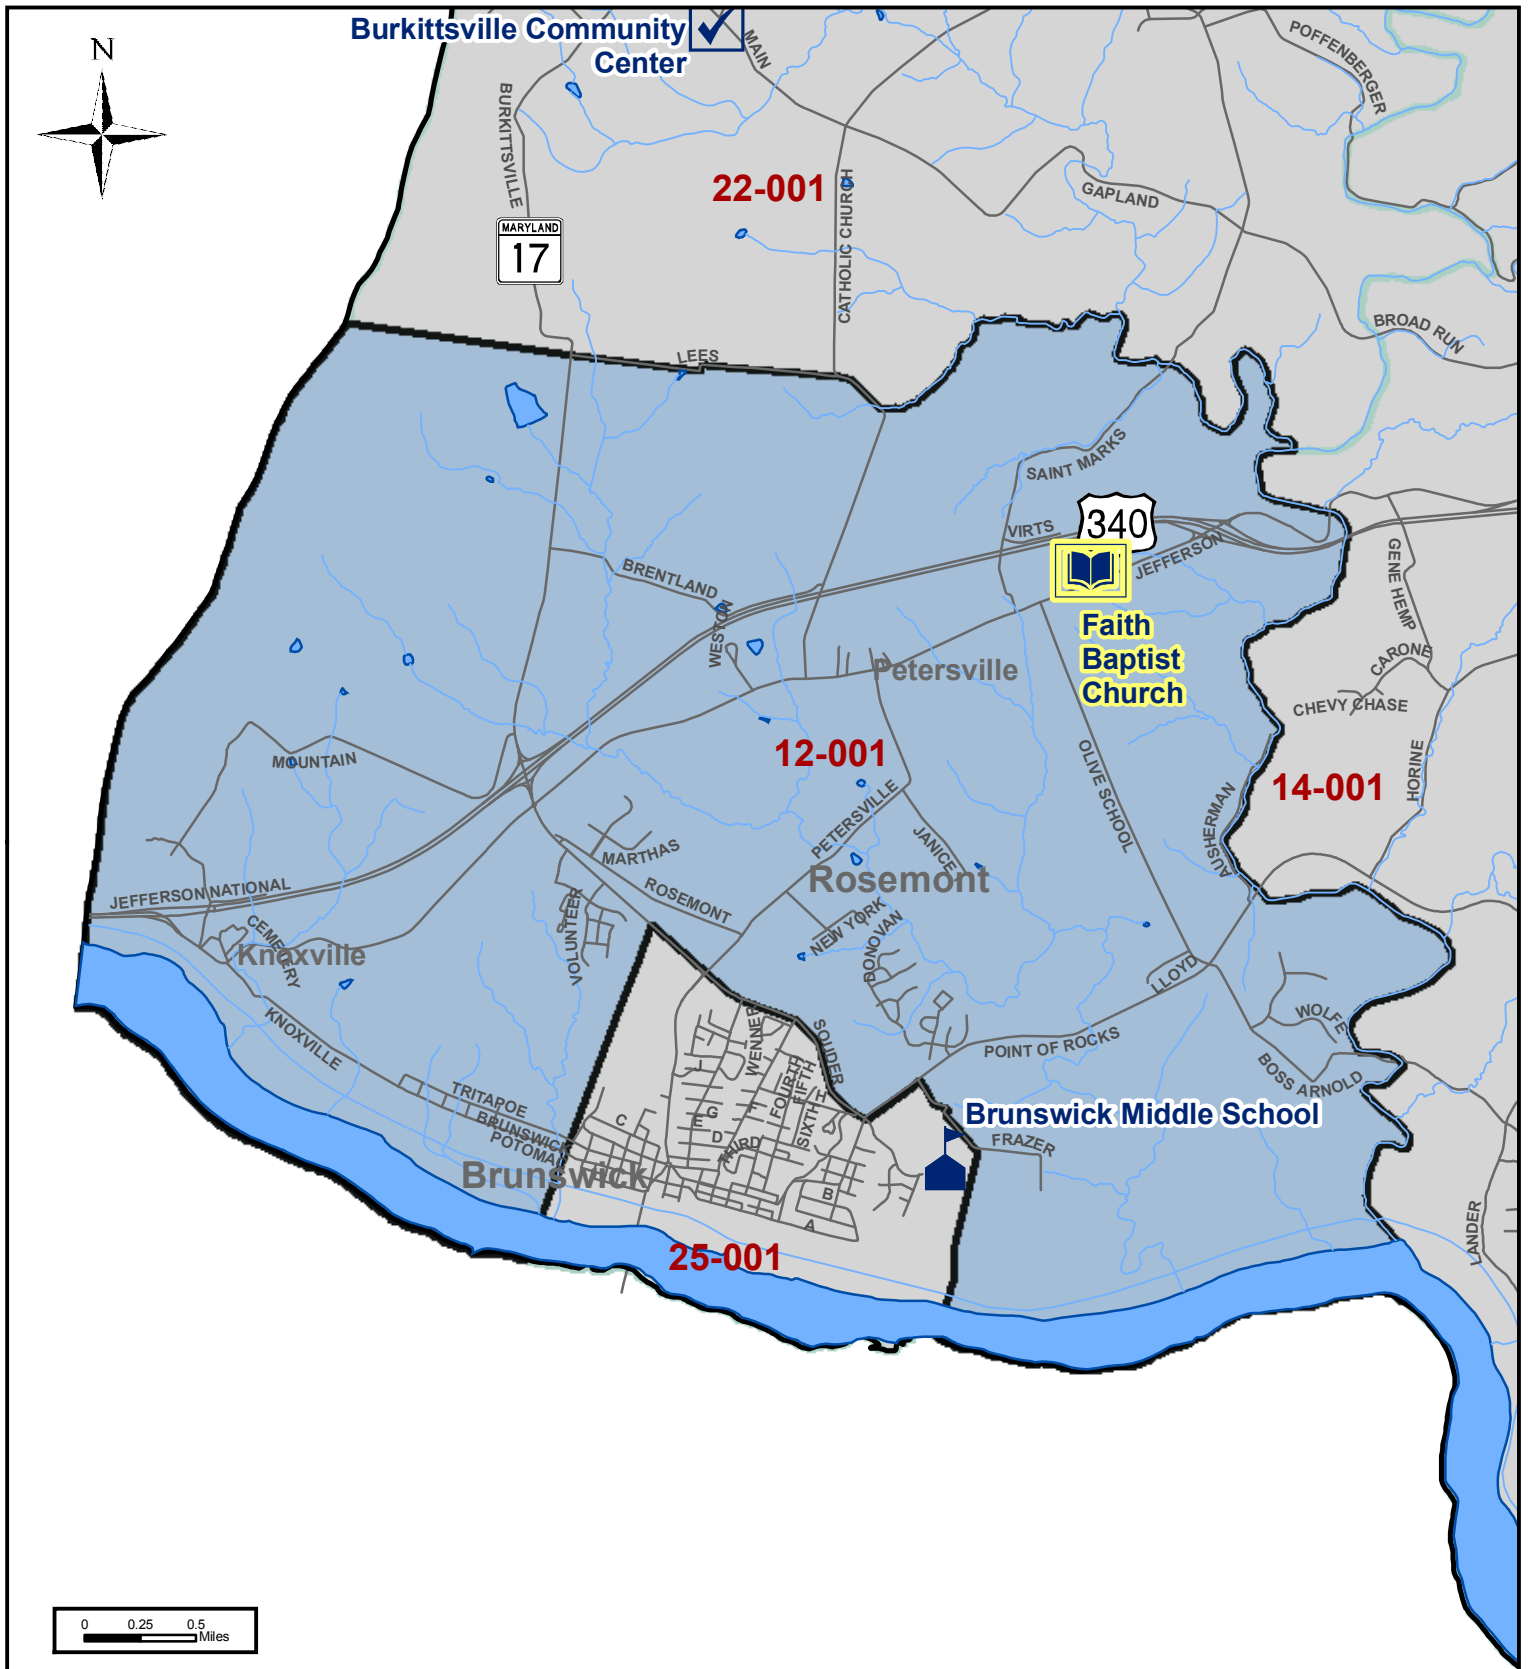 Burkittsville Community
Center
N
MAIN
POFFENBERGER
BURKITTSVILLE
22-001
CATHOLIC CHURCH
GAPLAND
MARYLAND
17
BROAD RUN
LEES
SAINT MARKS
340
VIRTS
JEFFERSON
GENE HEMP
BRENTLAND
WESTON
Faith
Baptist
Church
Petersville
CARONE
CHEVY CHASE
MOUNTAIN
12-001
OLIVE SCHOOL
14-001
HORINE
PETERSVILLE
AUSHERMAN
JANICE
MARTHAS
Rosemont
ROSEMONT
JEFFERSON NATIONAL
VOLUNTEER
NEW YORK
DONOVAN
CEMETERY
Knoxville
LLOYD
KNOXVILLE
WENNER
SOUDER
POINT OF ROCKS
WOLFE
BOSS ARNOLD
I
FOURTH
FIFTH
TRITAPOE
BRUNSWICK
POTOMAC
C
G
E
F
H
SIXTH
D
THIRD
Brunswick Middle School
FRAZER
Brunswick
B
A
LANDER
25-001
0 0.25 0.5
Miles